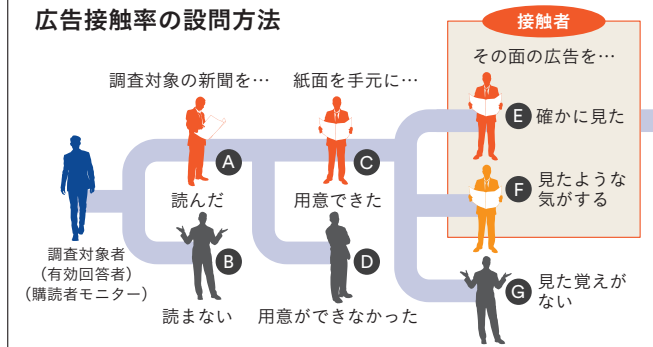 広告接触率の設問方法
接触者
その面の広告を…
調査対象の新聞を…
紙面を手元に…
E 確かに見た
A
読んだ
C
用意できた
F 見たような
気がする
調査対象者
(有効回答者)
(購読者モニター)
B
読まない
D
用意ができなかった
G 見た覚えが
ない